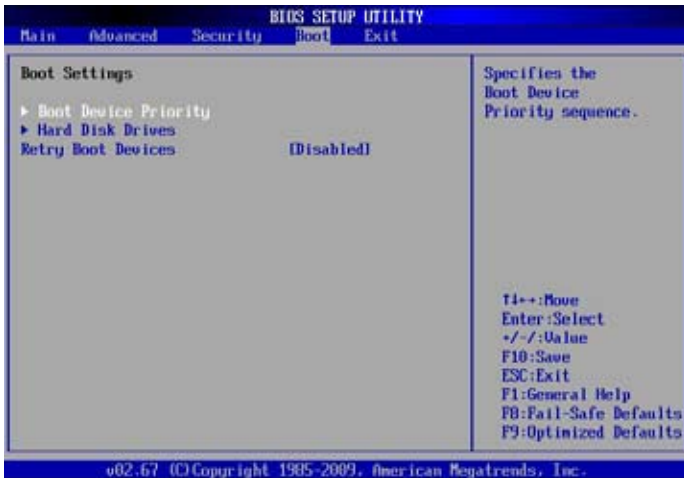 BIOS SETUP UTILITY
Main Advanced Security Boot Exit
Boot Settings
▶ Boot Device Priority
▶ Hard Disk Drives
Retry Boot Devices [Disabled]
Specifies the
Boot Device
Priority sequence.
↑↓←→:Move
Enter:Select
+/-/:Value
F10:Save
ESC:Exit
F1:General Help
F8:Fail-Safe Defaults
F9:Optimized Defaults
v02.67 (C)Copyright 1985-2009, American Megatrends, Inc.